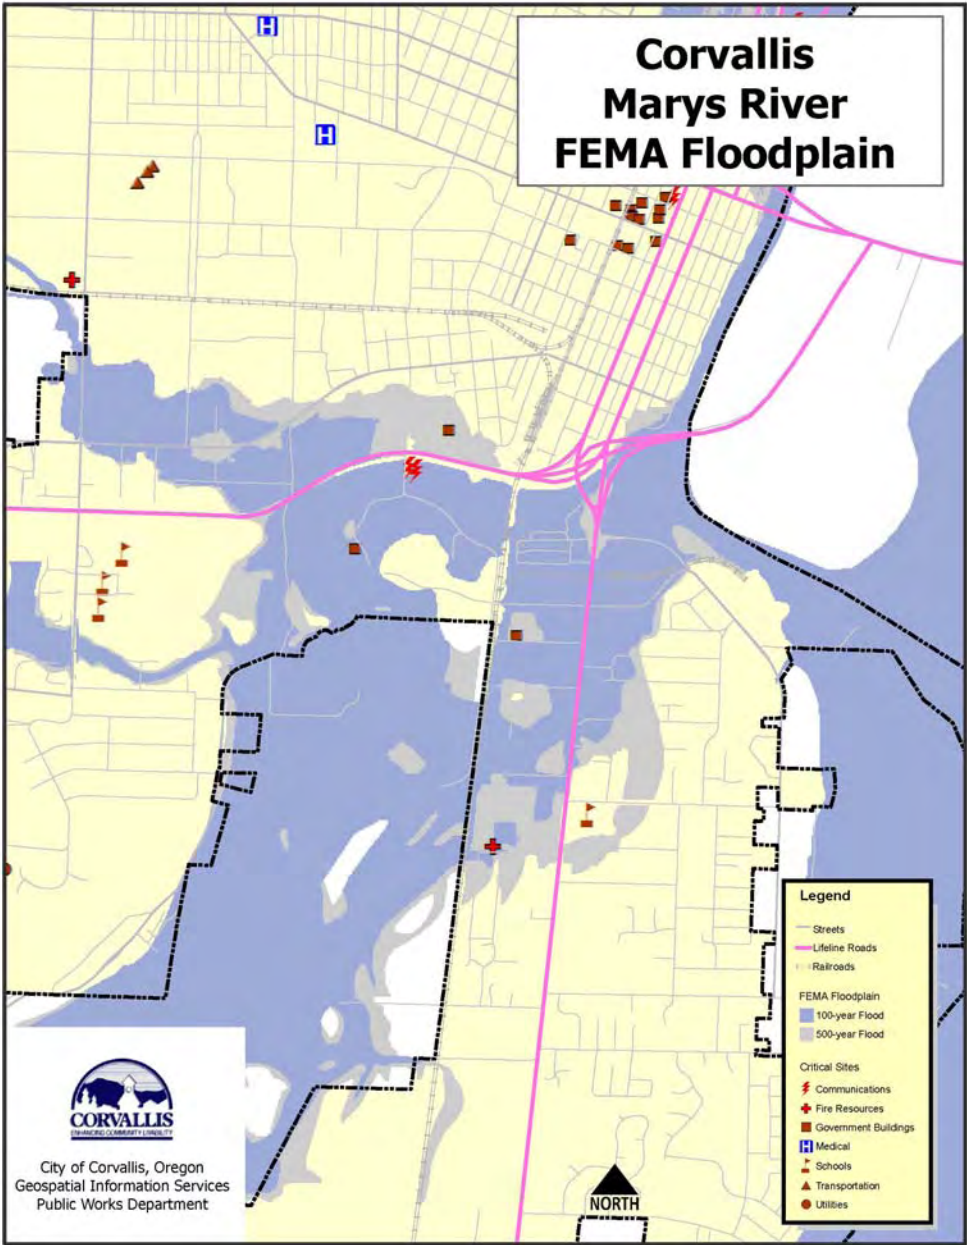 Corvallis
Marys River
FEMA Floodplain
H
H
Legend
Streets
Lifeline Roads
Railroads
FEMA Floodplain
100-year Flood
500-year Flood
Critical Sites
Communications
Fire Resources
Government Buildings
H Medical
Schools
Transportation
Utilities
CORVALLIS
ENHANCING COMMUNITY LIVABILITY
City of Corvallis, Oregon
Geospatial Information Services
Public Works Department
NORTH